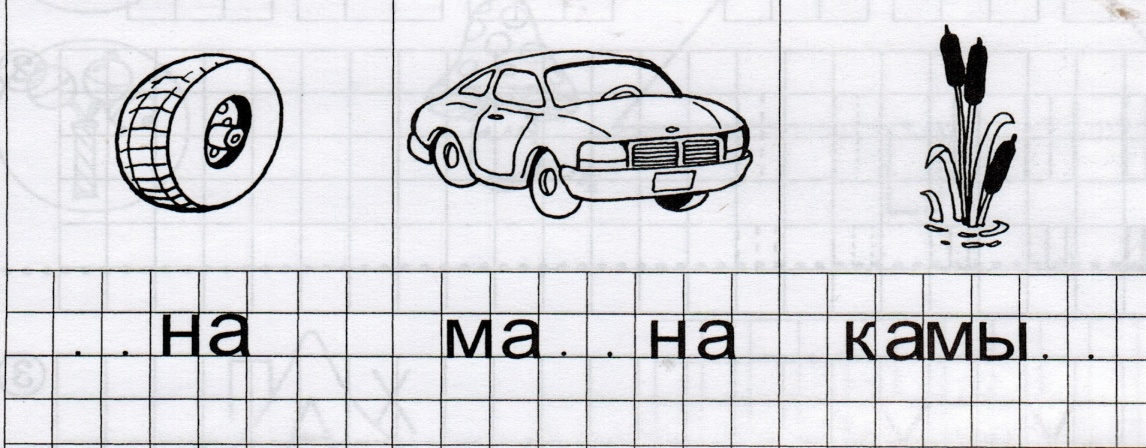 . . на ма . . на камы . .